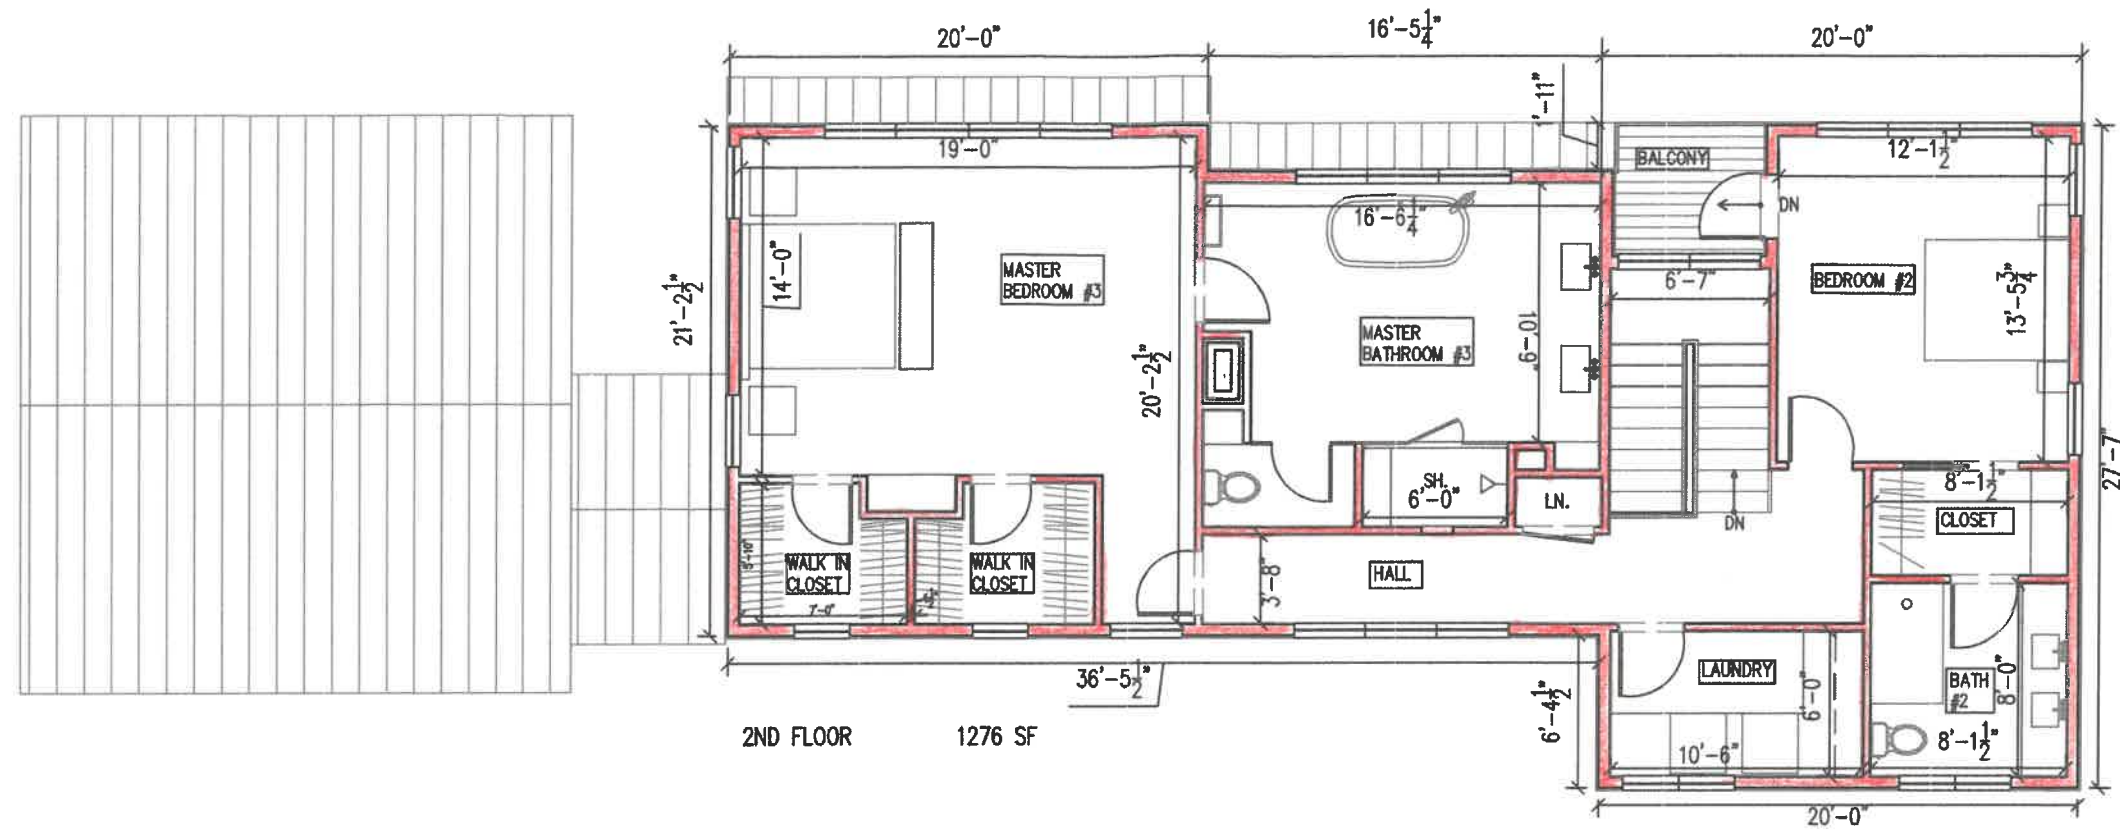 20'-0"
16'-5 1/4"
20'-0"
1'-11"
19'-0"
BALCONY
12'-1 1/2"
DN
16'-6 1/4"
14'-0"
MASTER
BEDROOM #3
21'-2 1/2"
20'-2 1/2"
MASTER
BATHROOM #3
10'-9"
6'-7"
BEDROOM #2
13'-5 3/4"
27'-7"
SH.
6'-0"
LN.
DN
8'-1 1/2"
CLOSET
5'-10"
WALK IN
CLOSET
7'-0"
WALK IN
CLOSET
3'-8"
HALL
36'-5 1/2"
6'-4 1/2"
LAUNDRY
6'-0"
10'-6"
BATH
#2
8'-0"
8'-1 1/2"
20'-0"
2ND FLOOR 1276 SF